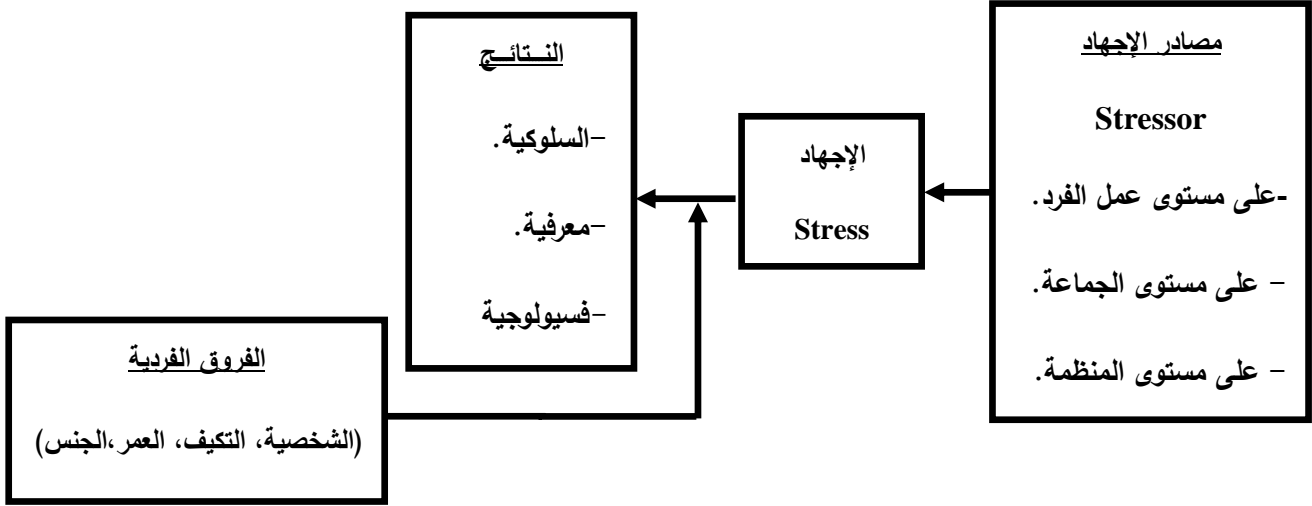 مصادر الإجهاد
Stressor
-على مستوى عمل الفرد.
- على مستوى الجماعة.
- على مستوى المنظمة.
الإجهاد
Stress
النــتائــج
-السلوكية.
-معرفية.
-فسيولوجية
الفروق الفردية
(الشخصية، التكيف، العمر،الجنس)